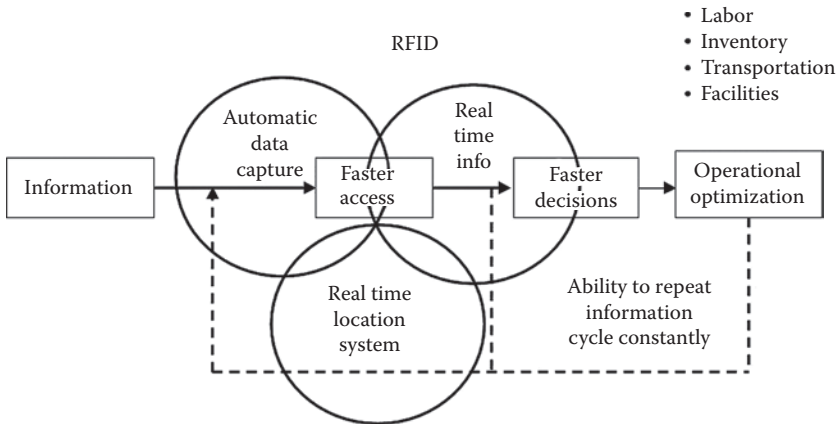 RFID
• Labor
• Inventory
• Transportation
• Facilities
Automatic
data
capture
Real
time
info
Information
Faster
access
Faster
decisions
Operational
optimization
Real time
location
system
Ability to repeat
information
cycle constantly